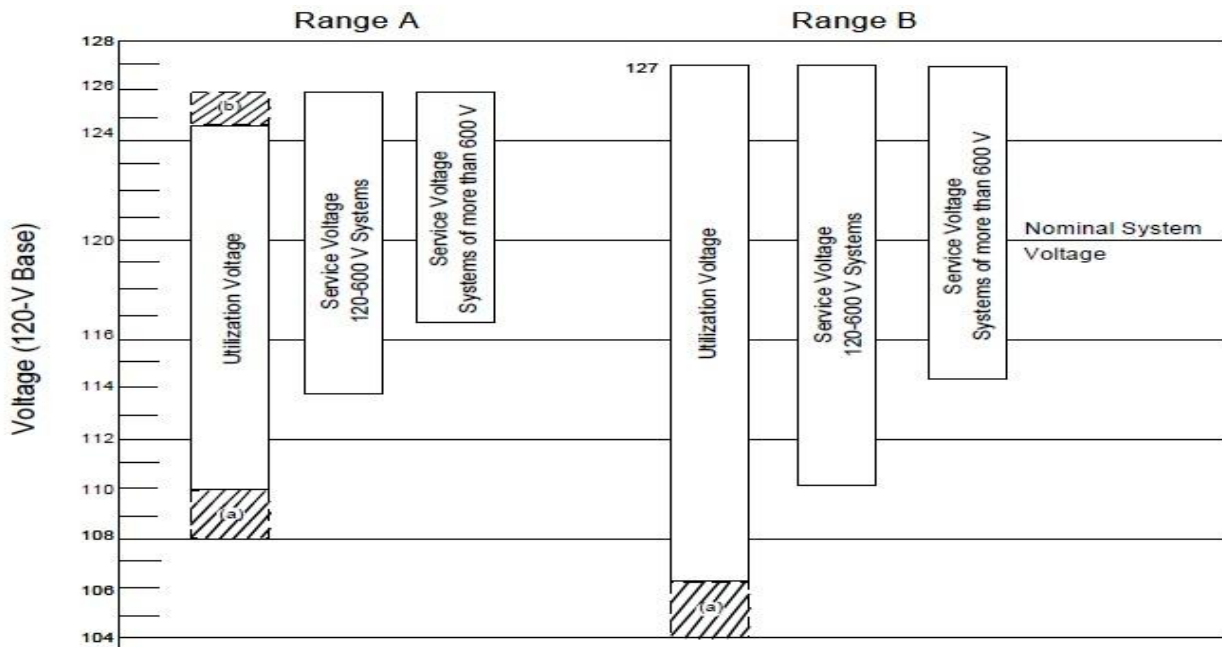 Range A
Range B
128
126
124
120
116
114
112
110
108
106
104
Voltage (120-V Base)
(b)
Utilization Voltage
(a)
Service Voltage
120-600 V Systems
Service Voltage
Systems of more than 600 V
127
Utilization Voltage
(a)
Service Voltage
120-600 V Systems
Service Voltage
Systems of more than 600 V
Nominal System
Voltage